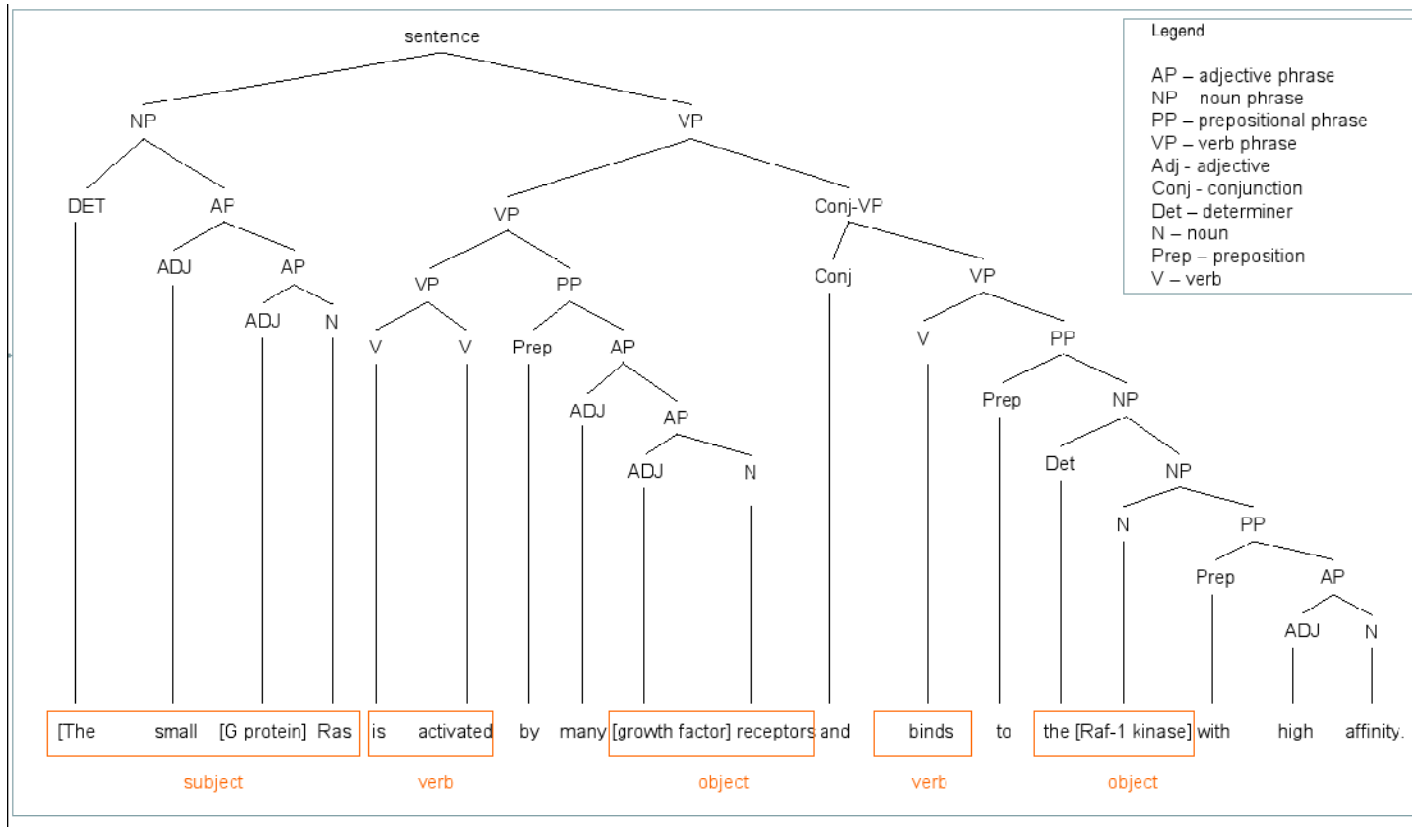 sentence
Legend
AP – adjective phrase
NP noun phrase
PP – prepositional phrase
VP – verb phrase
Adj - adjective
Conj - conjunction
Det – determiner
N – noun
Prep – preposition
V – verb
NP VP
DET AP VP Conj-VP
ADJ AP VP PP Conj VP
ADJ N V V Prep AP V PP
ADJ AP Prep NP
ADJ N Det NP
N PP
Prep AP
ADJ N
[The small [G protein] Ras is activated by many [growth factor] receptors and binds to the [Raf-1 kinase] with high affinity.
subject verb object verb object